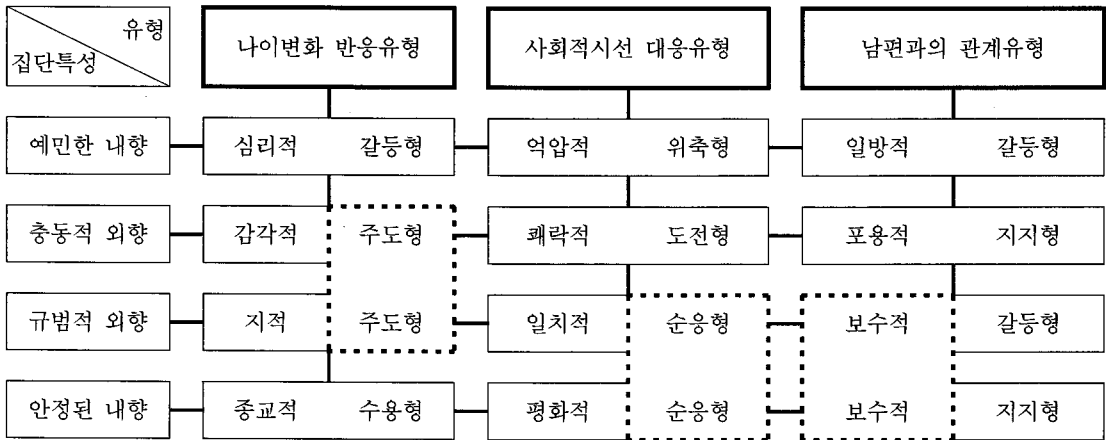 유형
집단특성
나이변화 반응유형 사회적시선 대응유형 남편과의 관계유형
예민한 내향 심리적 갈등형 억압적 위축형 일방적 갈등형
충동적 외향 감각적 주도형 쾌락적 도전형 포용적 지지형
규범적 외향 지적 주도형 일치적 순응형 보수적 갈등형
안정된 내향 종교적 수용형 평화적 순응형 보수적 지지형